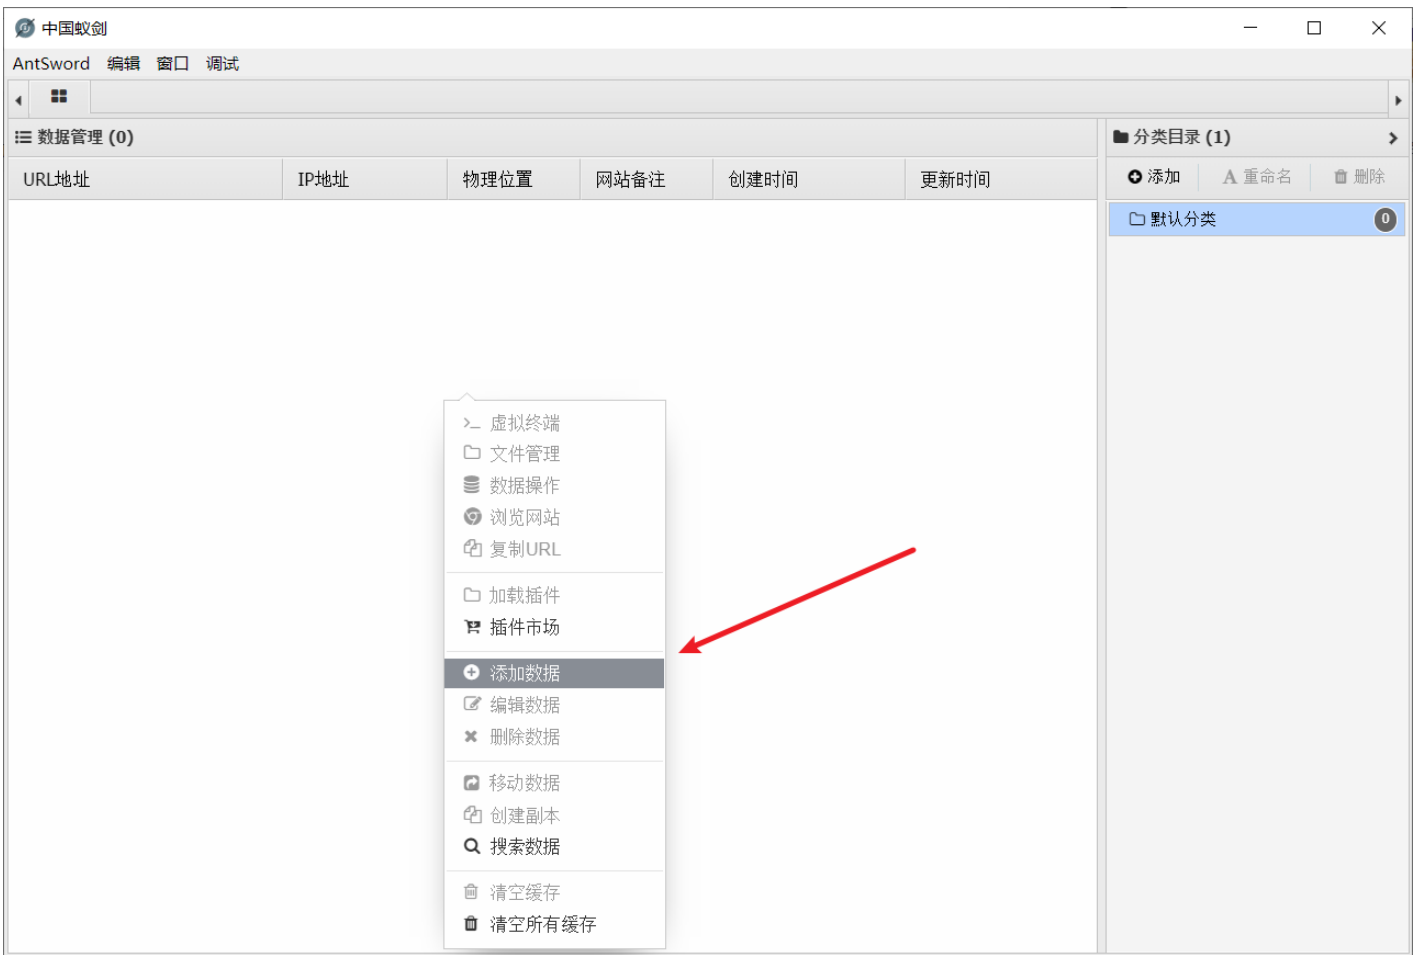 中国蚁剑
AntSword 编辑 窗口 调试
数据管理 (0)
分类目录 (1)
URL地址 IP地址 物理位置 网站备注 创建时间 更新时间
添加 重命名 删除
默认分类 0
虚拟终端
文件管理
数据操作
浏览网站
复制URL
加载插件
插件市场
添加数据
编辑数据
删除数据
移动数据
创建副本
搜索数据
清空缓存
清空所有缓存